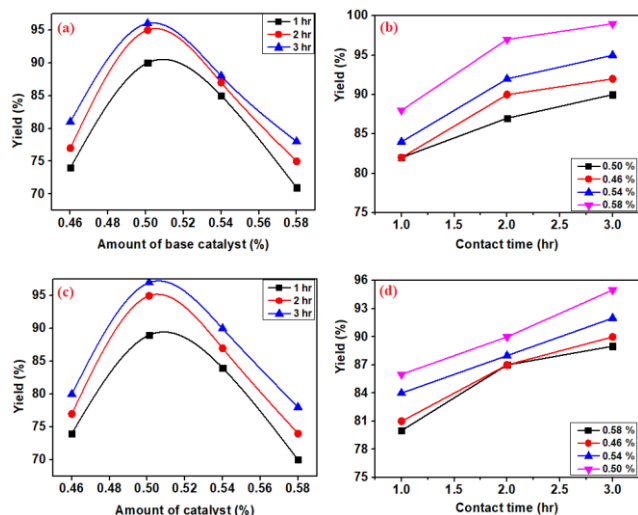 (a)
1 hr
2 hr
3 hr
Yield (%)
95
90
85
80
75
70
0.46 0.48 0.50 0.52 0.54 0.56 0.58
Amount of base catalyst (%)
(b)
Yield (%)
100
95
90
85
80
75
0.50 %
0.46 %
0.54 %
0.58 %
1.0 1.5 2.0 2.5 3.0
Contact time (hr)
(c)
1 hr
2 hr
3 hr
Yield (%)
95
90
85
80
75
70
0.46 0.48 0.50 0.52 0.54 0.56 0.58
Amount of catalyst (%)
(d)
Yield (%)
96
93
90
87
84
81
78
75
0.58 %
0.46 %
0.54 %
0.50 %
1.0 1.5 2.0 2.5 3.0
Contact time (hr)